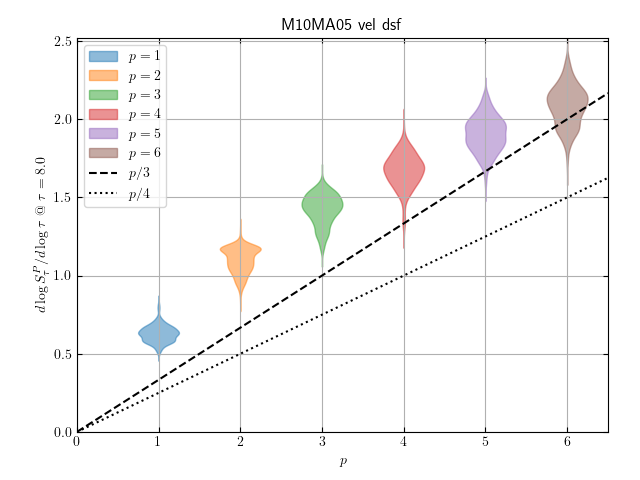 M10MA05 vel dsf
d log S_τ^P / d log τ @ τ = 8.0
2.5
2.0
1.5
1.0
0.5
0.0
p = 1
p = 2
p = 3
p = 4
p = 5
p = 6
p/3
p/4
0 1 2 3 4 5 6
p